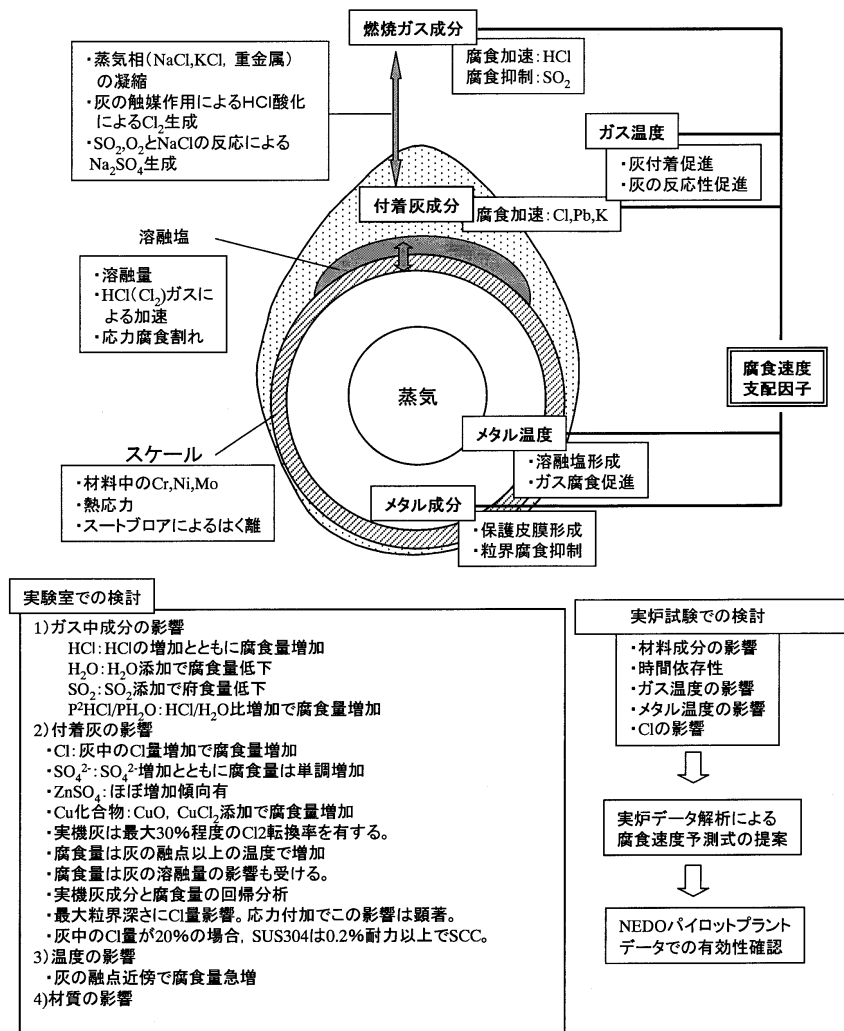 燃焼ガス成分
腐食加速：HCl
腐食抑制：SO₂
・蒸気相（NaCl,KCl, 重金属）
の凝縮
・灰の触媒作用によるHCl酸化
によるCl₂生成
・SO₂,O₂とNaClの反応による
Na₂SO₄生成
ガス温度
・灰付着促進
・灰の反応性促進
付着灰成分
腐食加速：Cl,Pb,K
溶融塩
・溶融量
・HCl（Cl₂）ガスに
よる加速
・応力腐食割れ
腐食速度
支配因子
蒸気
メタル温度
・溶融塩形成
・ガス腐食促進
スケール
・材料中のCr,Ni,Mo
・熱応力
・スートブロアによるはく離
メタル成分
・保護皮膜形成
・粒界腐食抑制
実験室での検討
1)ガス中成分の影響
HCl：HClの増加とともに腐食量増加
H₂O：H₂O添加で腐食量低下
SO₂：SO₂添加で府食量低下
P²HCl/PH₂O：HCl/H₂O比増加で腐食量増加
2)付着灰の影響
・Cl：灰中のCl量増加で腐食量増加
・SO₄²⁻：SO₄²⁻増加とともに腐食量は単調増加
・ZnSO₄：ほぼ増加傾向有
・Cu化合物：CuO, CuCl₂添加で腐食量増加
・実機灰は最大30%程度のCl2転換率を有する。
・腐食量は灰の融点以上の温度で増加
・腐食量は灰の溶融量の影響も受ける。
・実機灰成分と腐食量の回帰分析
・最大粒界深さにCl量影響。応力付加でこの影響は顕著。
・灰中のCl量が20%の場合, SUS304は0.2%耐力以上でSCC。
3)温度の影響
・灰の融点近傍で腐食量急増
4)材質の影響
実炉試験での検討
・材料成分の影響
・時間依存性
・ガス温度の影響
・メタル温度の影響
・Clの影響
実炉データ解析による
腐食速度予測式の提案
NEDOパイロットプラント
データでの有効性確認